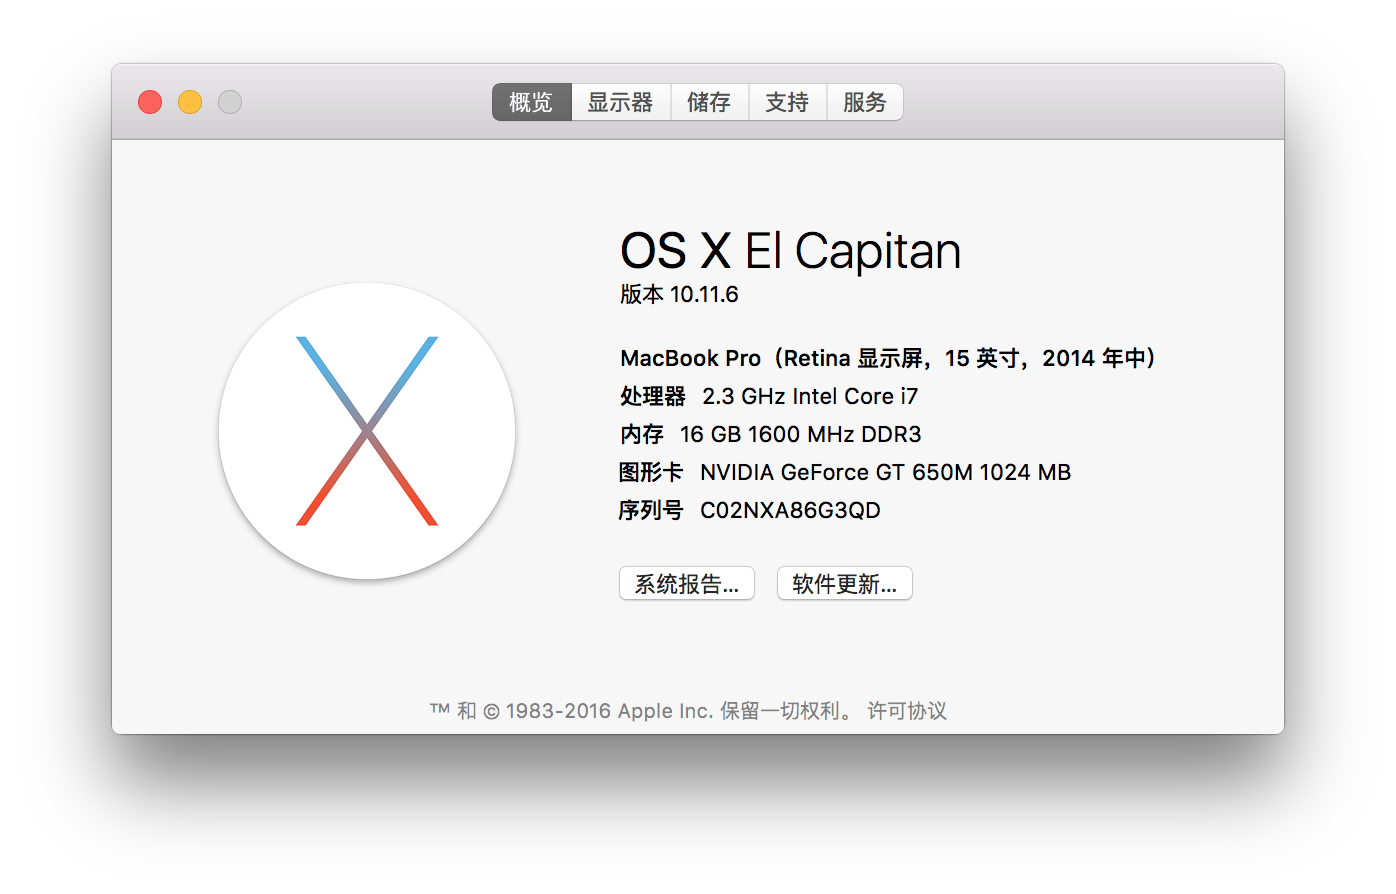 概览 显示器 储存 支持 服务
OS X El Capitan
版本 10.11.6
MacBook Pro（Retina 显示屏，15 英寸，2014 年中）
处理器 2.3 GHz Intel Core i7
内存 16 GB 1600 MHz DDR3
图形卡 NVIDIA GeForce GT 650M 1024 MB
序列号 C02NXA86G3QD
系统报告... 软件更新...
™ 和 © 1983-2016 Apple Inc. 保留一切权利。 许可协议